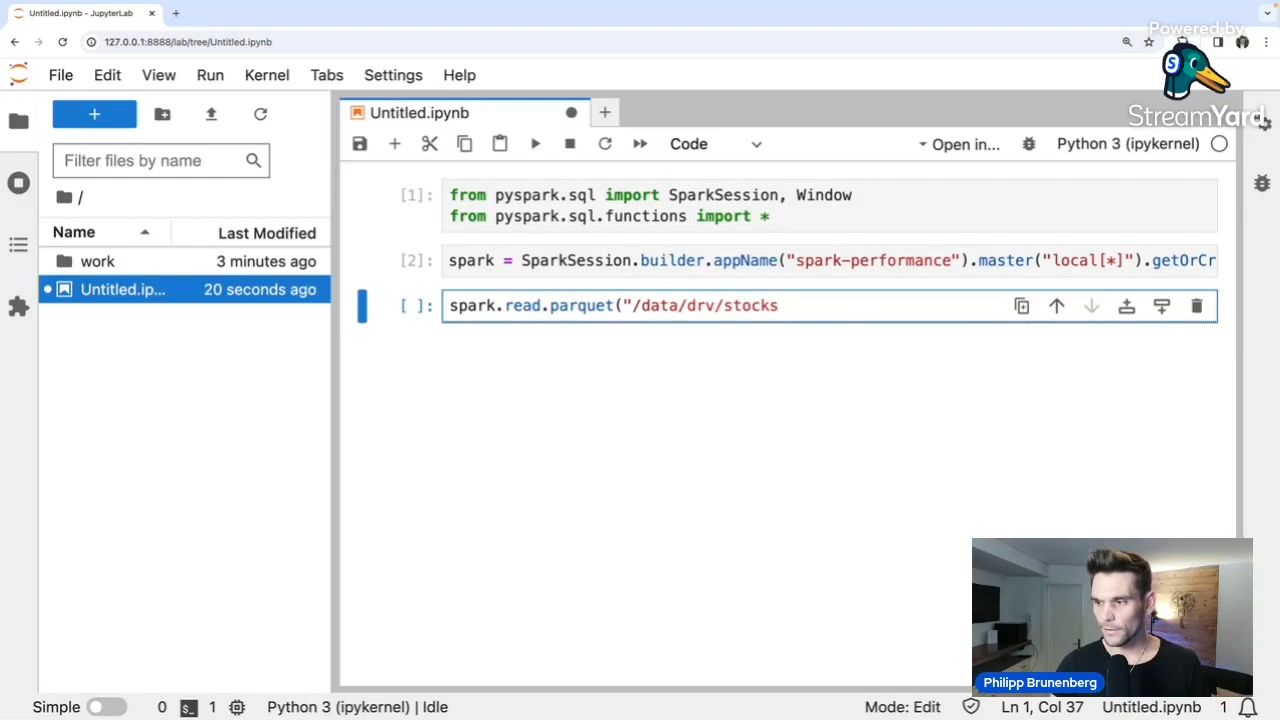 Untitled.ipynb - JupyterLab
127.0.0.1:8888/lab/tree/Untitled.ipynb
Powered by
StreamYard
File Edit View Run Kernel Tabs Settings Help
Untitled.ipynb
Filter files by name
Code
Open in...
Python 3 (ipykernel)
/
Name Last Modified
work 3 minutes ago
Untitled.ip... 20 seconds ago
[1]: from pyspark.sql import SparkSession, Window
from pyspark.sql.functions import *
[2]: spark = SparkSession.builder.appName("spark-performance").master("local[*]").getOrCr
[ ]: spark.read.parquet("/data/drv/stocks
Philipp Brunenberg
Simple 0 1 Python 3 (ipykernel) | Idle Mode: Edit Ln 1, Col 37 Untitled.ipynb 1